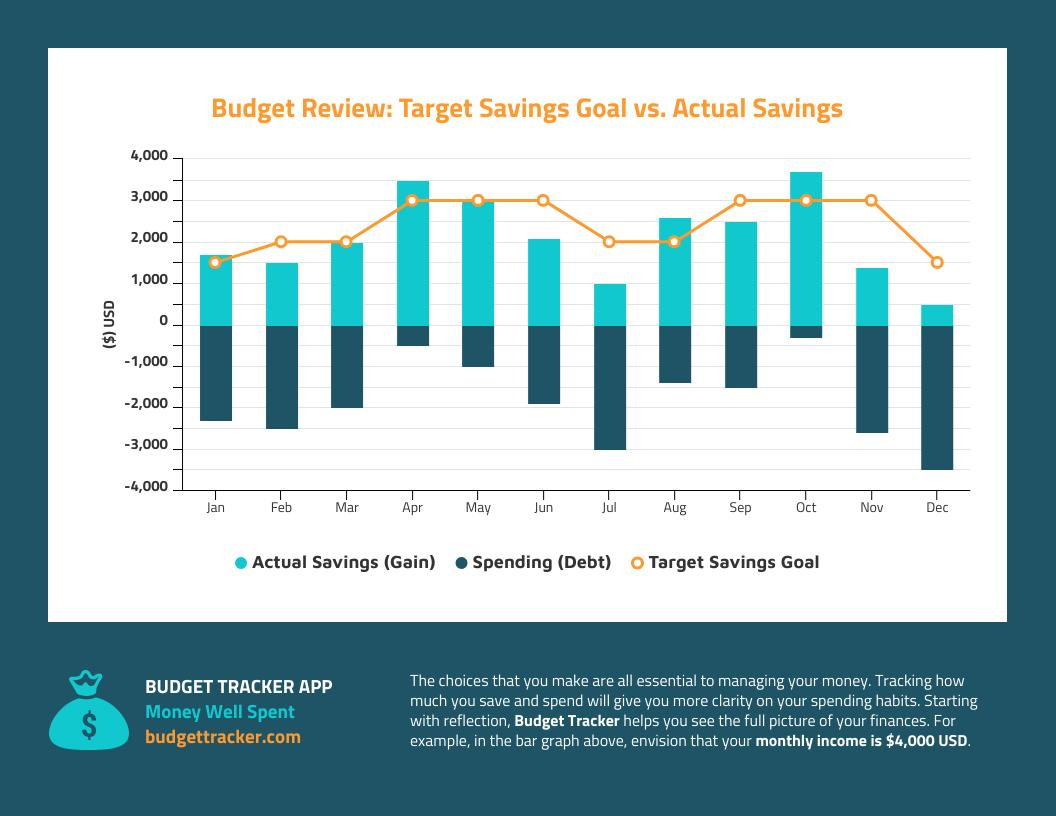 Budget Review: Target Savings Goal vs. Actual Savings
4,000
3,000
2,000
1,000
0
-1,000
-2,000
-3,000
-4,000
($) USD
Jan Feb Mar Apr May Jun Jul Aug Sep Oct Nov Dec
Actual Savings (Gain) Spending (Debt) Target Savings Goal
$
BUDGET TRACKER APP
Money Well Spent
budgettracker.com
The choices that you make are all essential to managing your money. Tracking how
much you save and spend will give you more clarity on your spending habits. Starting
with reflection, Budget Tracker helps you see the full picture of your finances. For
example, in the bar graph above, envision that your monthly income is $4,000 USD.